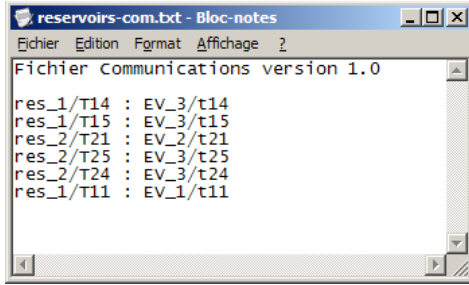 reservoirs-com.txt - Bloc-notes
Fichier Edition Format Affichage ?
Fichier Communications version 1.0
res_1/T14 : EV_3/t14
res_1/T15 : EV_3/t15
res_2/T21 : EV_2/t21
res_2/T25 : EV_3/t25
res_2/T24 : EV_3/t24
res_1/T11 : EV_1/t11